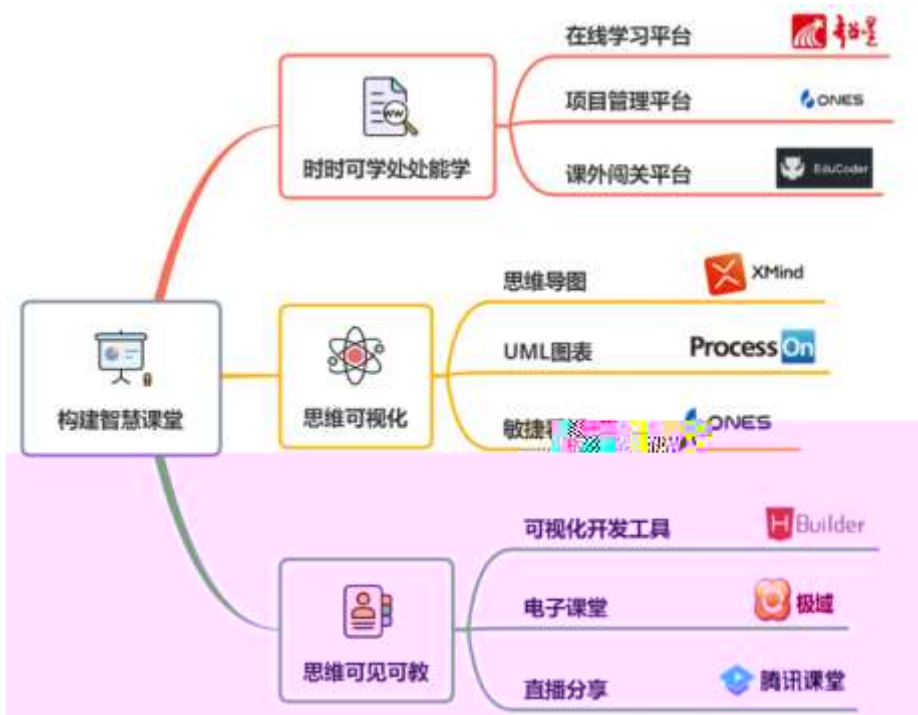 在线学习平台
项目管理平台 ONES
课外闯关平台 EduCoder
时时可学处处能学
思维导图 XMind
UML图表 ProcessOn
敏捷 ONES
构建智慧课堂
思维可视化
可视化开发工具 HBuilder
电子课堂 极域
直播分享 腾讯课堂
思维可见可教